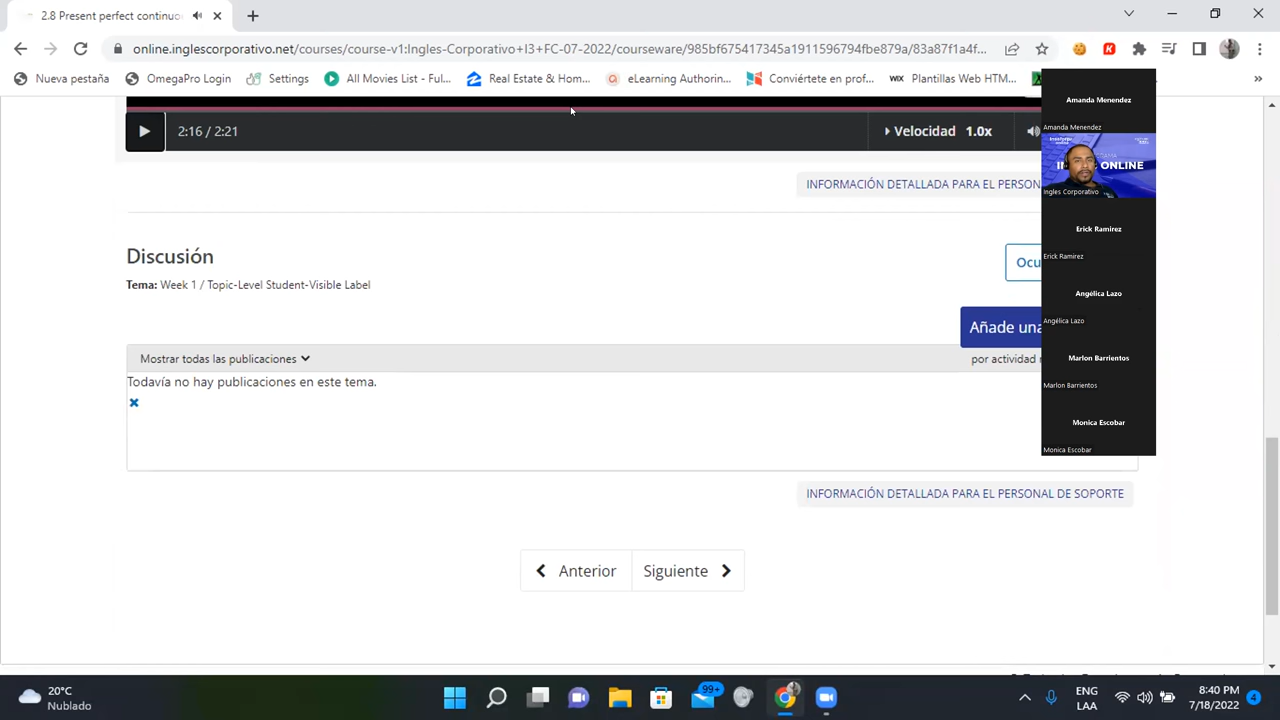 2.8 Present perfect continuo
online.inglescorporativo.net/courses/course-v1:Ingles-Corporativo+I3+FC-07-2022/courseware/985bf675417345a1911596794fbe879a/83a87f1a4f...
Nueva pestaña
OmegaPro Login
Settings
All Movies List - Ful...
Real Estate & Hom...
eLearning Authorin...
Conviértete en prof...
WIX
Plantillas Web HTM...
»
2:16 / 2:21
Velocidad 1.0x
INFORMACIÓN DETALLADA PARA EL PERSON
Discusión
Ocu
Tema: Week 1 / Topic-Level Student-Visible Label
Añade una
Mostrar todas las publicaciones
por actividad
Todavía no hay publicaciones en este tema.
INFORMACIÓN DETALLADA PARA EL PERSONAL DE SOPORTE
Anterior
Siguiente
Amanda Menendez
Amanda Menendez
ONLINE
Ingles Corporativo
Erick Ramirez
Erick Ramirez
Angélica Lazo
Angélica Lazo
Marlon Barrientos
Marlon Barrientos
Monica Escobar
Monica Escobar
20°C
Nublado
99+
ENG
LAA
8:40 PM
7/18/2022
4